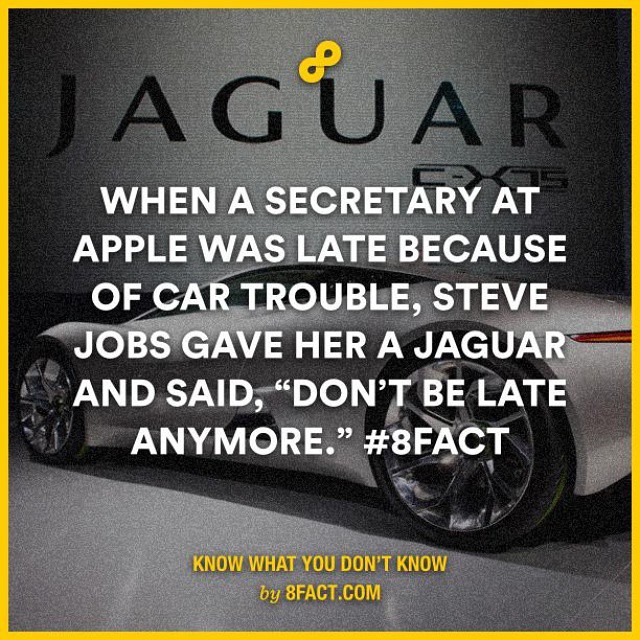 JAGUAR
C-X75
WHEN A SECRETARY AT
APPLE WAS LATE BECAUSE
OF CAR TROUBLE, STEVE
JOBS GAVE HER A JAGUAR
AND SAID, “DON’T BE LATE
ANYMORE.” #8FACT
KNOW WHAT YOU DON’T KNOW
by 8FACT.COM